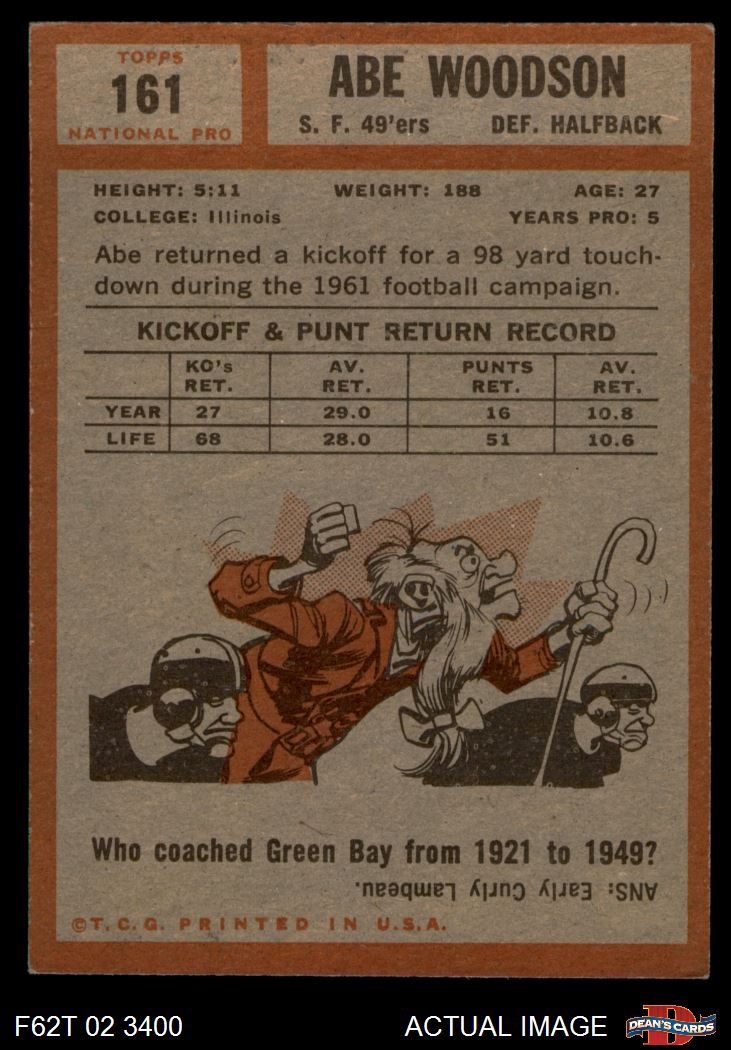 TOPPS
161
NATIONAL PRO
ABE WOODSON
S. F. 49'ers DEF. HALFBACK
HEIGHT: 5:11 WEIGHT: 188 AGE: 27
COLLEGE: Illinois YEARS PRO: 5
Abe returned a kickoff for a 98 yard touch-
down during the 1961 football campaign.
KICKOFF & PUNT RETURN RECORD
KO's AV. PUNTS AV.
RET. RET. RET. RET.
YEAR 27 29.0 16 10.8
LIFE 68 28.0 51 10.6
Who coached Green Bay from 1921 to 1949?
ANS: Early Curly Lambeau.
©T.C.G. PRINTED IN U.S.A.
F62T 02 3400 ACTUAL IMAGE
D
DEAN'S CARDS